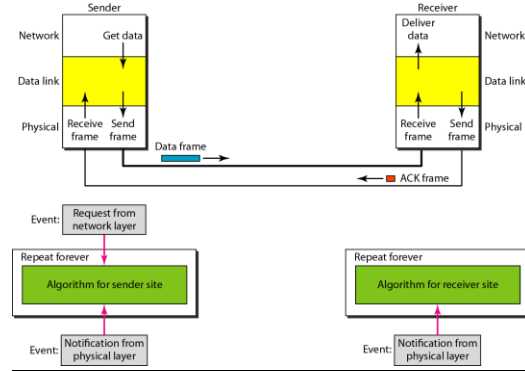 Sender
Receiver
Network
Get data
Deliver
data
Network
Data link
Data link
Physical
Receive
frame
Send
frame
Receive
frame
Send
frame
Physical
Data frame
ACK frame
Event:
Request from
network layer
Repeat forever
Algorithm for sender site
Repeat forever
Algorithm for receiver site
Event:
Notification from
physical layer
Event:
Notification from
physical layer